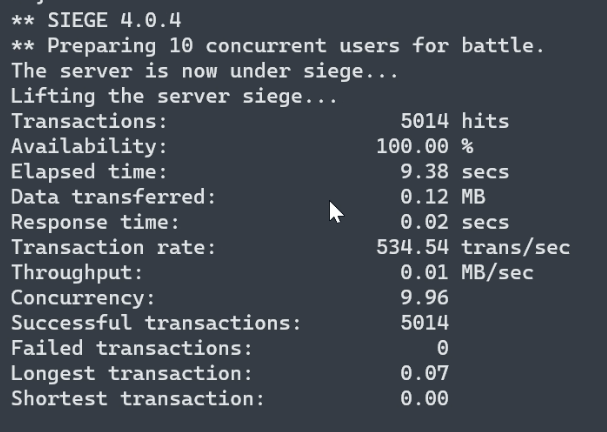 ** SIEGE 4.0.4
** Preparing 10 concurrent users for battle.
The server is now under siege...
Lifting the server siege...
Transactions: 5014 hits
Availability: 100.00 %
Elapsed time: 9.38 secs
Data transferred: 0.12 MB
Response time: 0.02 secs
Transaction rate: 534.54 trans/sec
Throughput: 0.01 MB/sec
Concurrency: 9.96
Successful transactions: 5014
Failed transactions: 0
Longest transaction: 0.07
Shortest transaction: 0.00